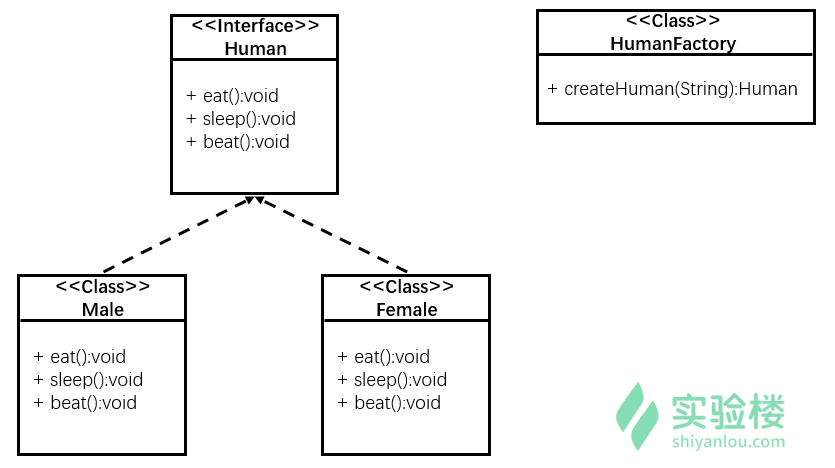 <<Interface>>
Human
+ eat():void
+ sleep():void
+ beat():void
<<Class>>
HumanFactory
+ createHuman(String):Human
<<Class>>
Male
+ eat():void
+ sleep():void
+ beat():void
<<Class>>
Female
+ eat():void
+ sleep():void
+ beat():void
实验楼
shiyanlou.com